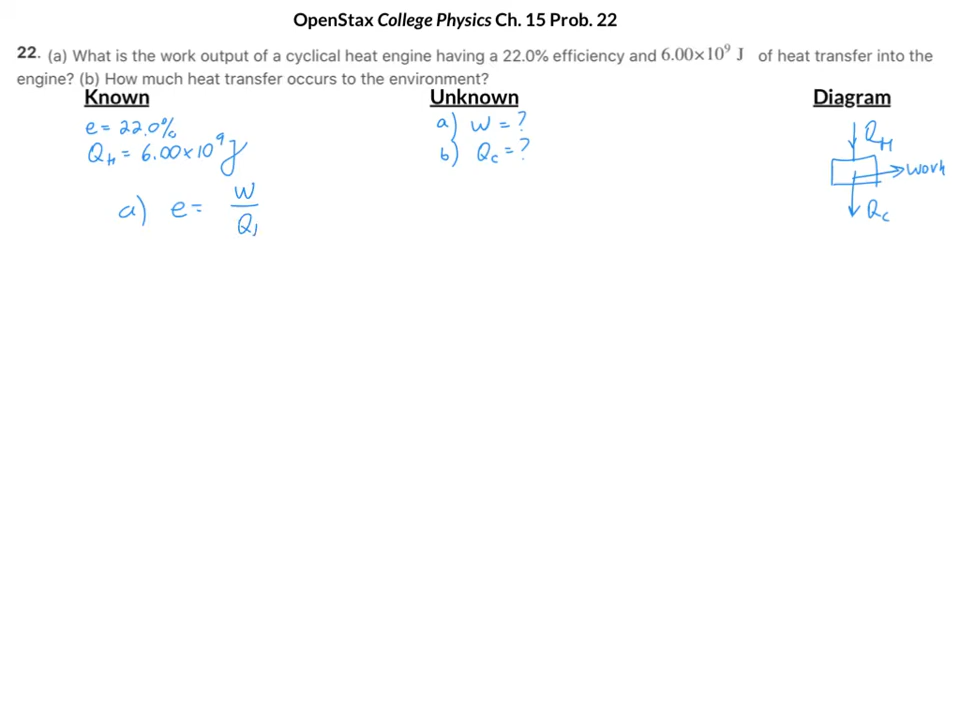 OpenStax College Physics Ch. 15 Prob. 22
22. (a) What is the work output of a cyclical heat engine having a 22.0% efficiency and 6.00×10⁹ J of heat transfer into the
engine? (b) How much heat transfer occurs to the environment?
Known
e = 22.0%
Q_H = 6.00×10⁹ J
a) e = W/Q
Unknown
a) W = ?
b) Q_c = ?
Diagram
Q_H
work
Q_c